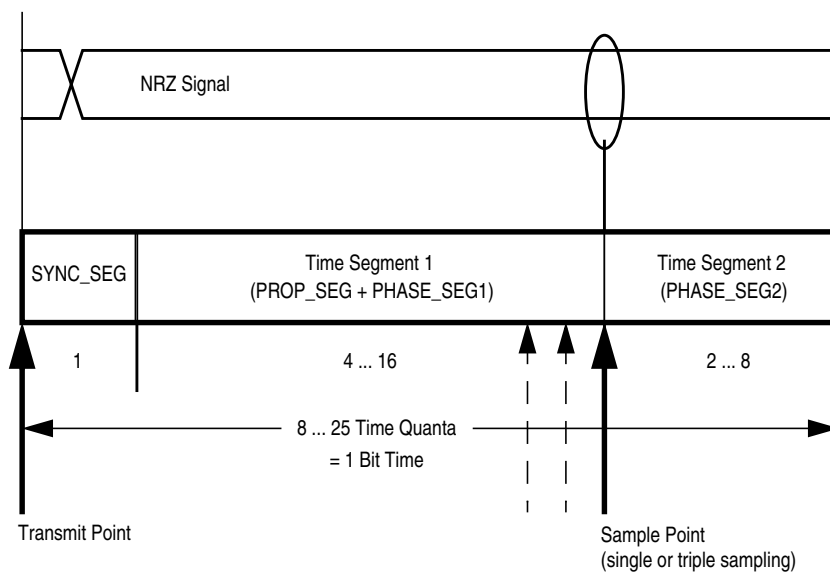 NRZ Signal
SYNC_SEG
Time Segment 1
(PROP_SEG + PHASE_SEG1)
Time Segment 2
(PHASE_SEG2)
1
4 ... 16
2 ... 8
8 ... 25 Time Quanta
= 1 Bit Time
Transmit Point
Sample Point
(single or triple sampling)